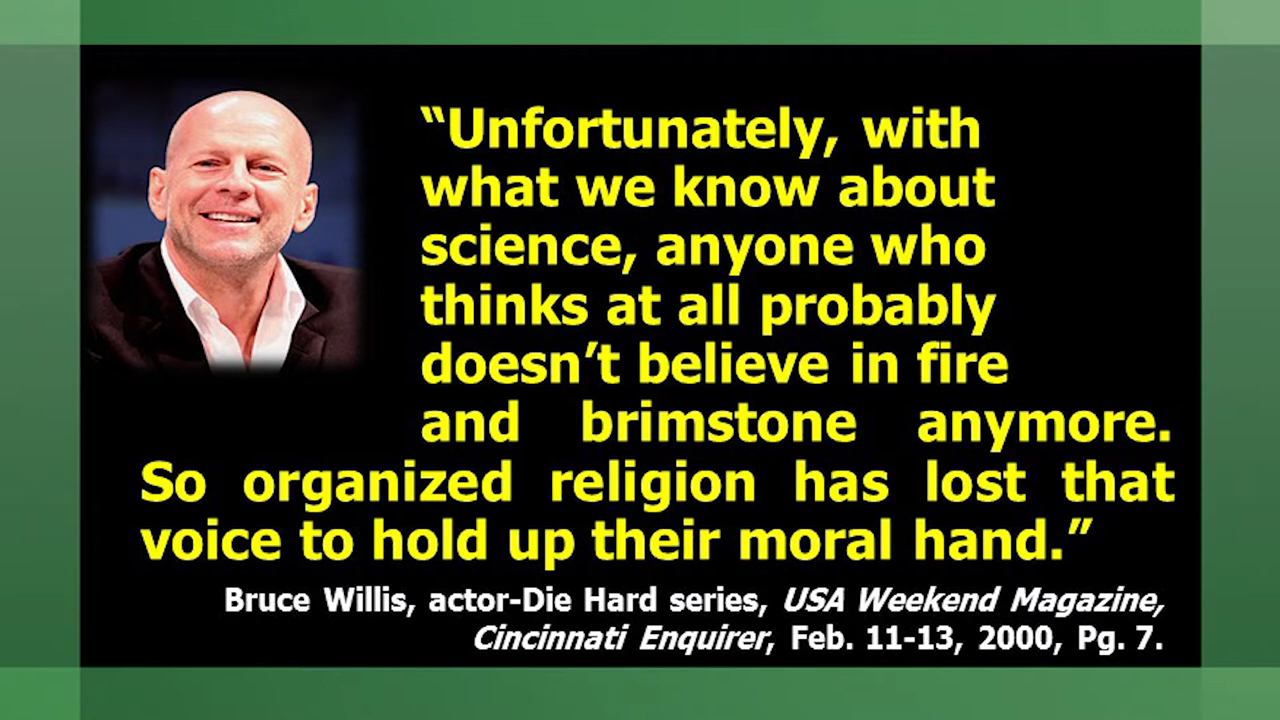 “Unfortunately, with
what we know about
science, anyone who
thinks at all probably
doesn’t believe in fire
and brimstone anymore.
So organized religion has lost that
voice to hold up their moral hand.”
Bruce Willis, actor-Die Hard series, USA Weekend Magazine,
Cincinnati Enquirer, Feb. 11-13, 2000, Pg. 7.